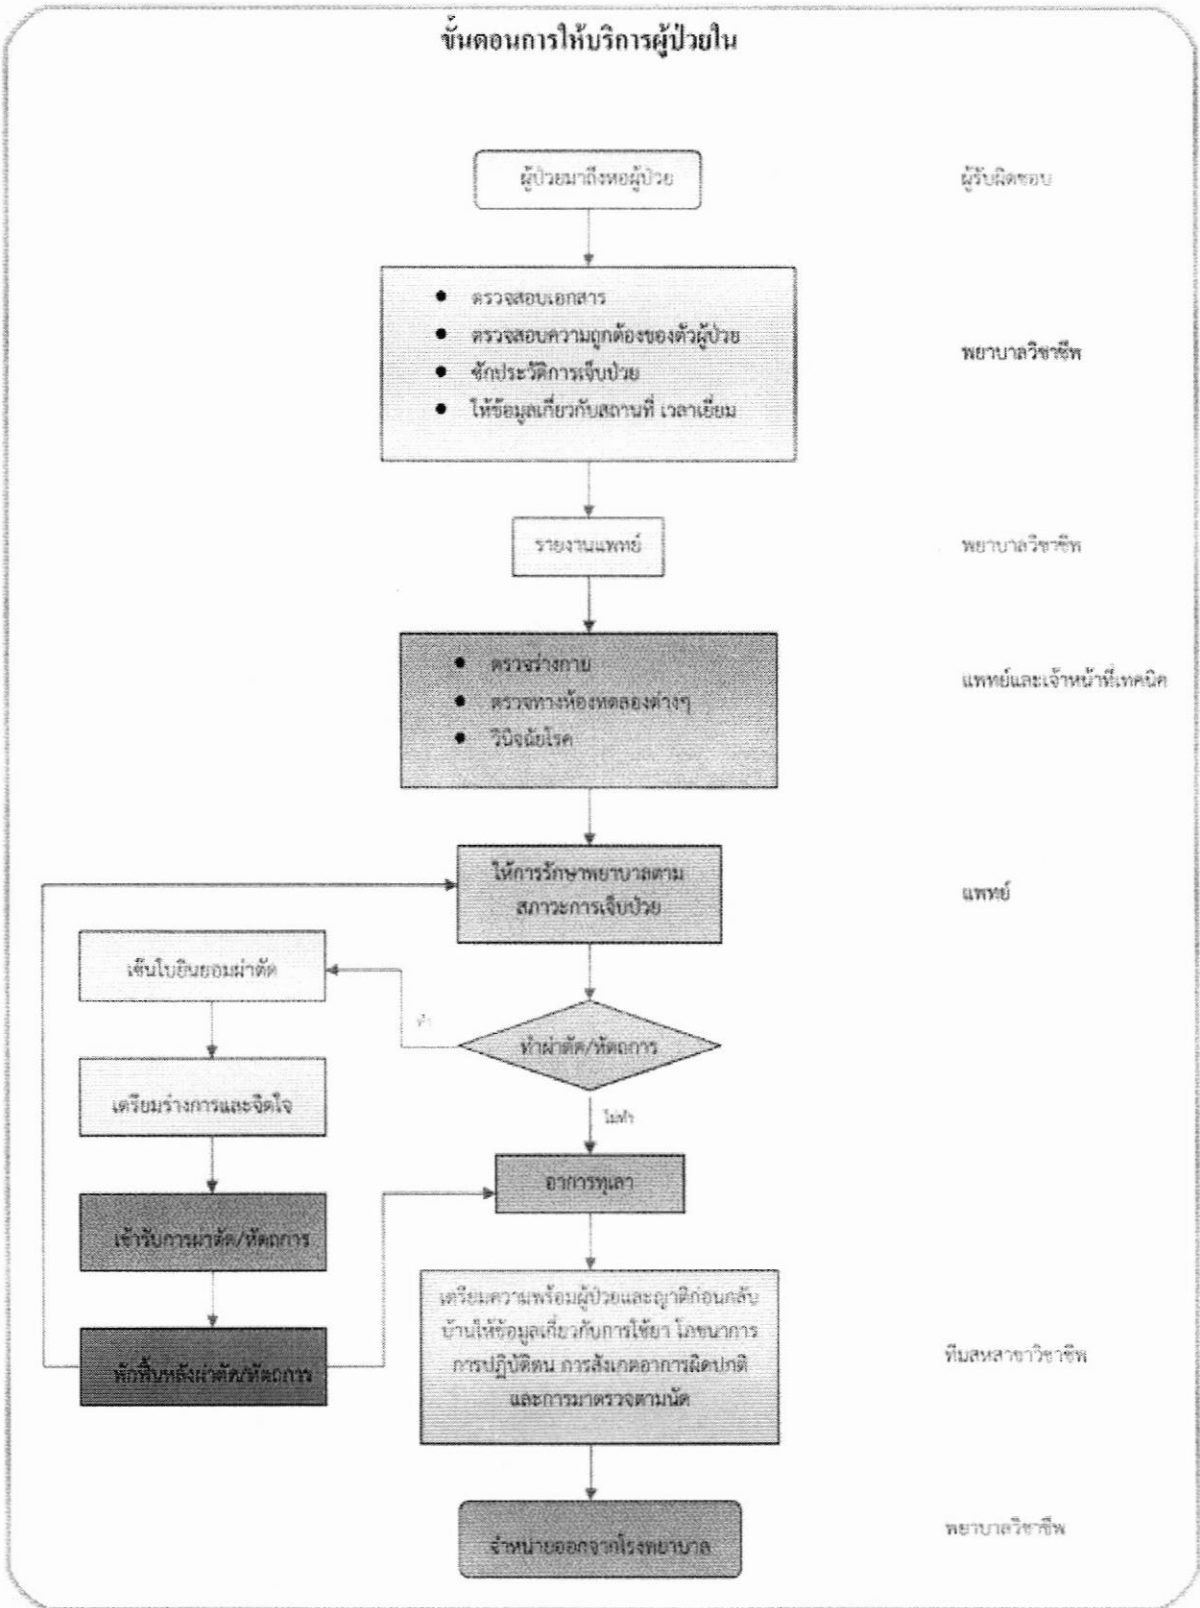 ขั้นตอนการให้บริการผู้ป่วยใน
ผู้ป่วยมาถึงหอผู้ป่วย
ผู้รับผิดชอบ
● ตรวจสอบเอกสาร
● ตรวจสอบความถูกต้องของตัวผู้ป่วย
● ซักประวัติการเจ็บป่วย
● ให้ข้อมูลเกี่ยวกับสถานที่ เวลาเยี่ยม
พยาบาลวิชาชีพ
รายงานแพทย์
พยาบาลวิชาชีพ
● ตรวจร่างกาย
● ตรวจทางห้องทดลองต่างๆ
● วินิจฉัยโรค
แพทย์และเจ้าหน้าที่เทคนิค
ให้การรักษาพยาบาลตาม
สภาวะการเจ็บป่วย
แพทย์
เซ็นใบยินยอมผ่าตัด
ทำ
ทำผ่าตัด/หัตถการ
เตรียมร่างการและจิตใจ
ไม่ทำ
อาการทุเลา
เข้ารับการผ่าตัด/หัตถการ
เตรียมความพร้อมผู้ป่วยและญาติก่อนกลับ
บ้านให้ข้อมูลเกี่ยวกับการใช้ยา โภชนาการ
การปฏิบัติตน การสังเกตอาการผิดปกติ
และการมาตรวจตามนัด
ทีมสหสาขาวิชาชีพ
พักฟื้นหลังผ่าตัด/หัตถการ
จำหน่ายออกจากโรงพยาบาล
พยาบาลวิชาชีพ